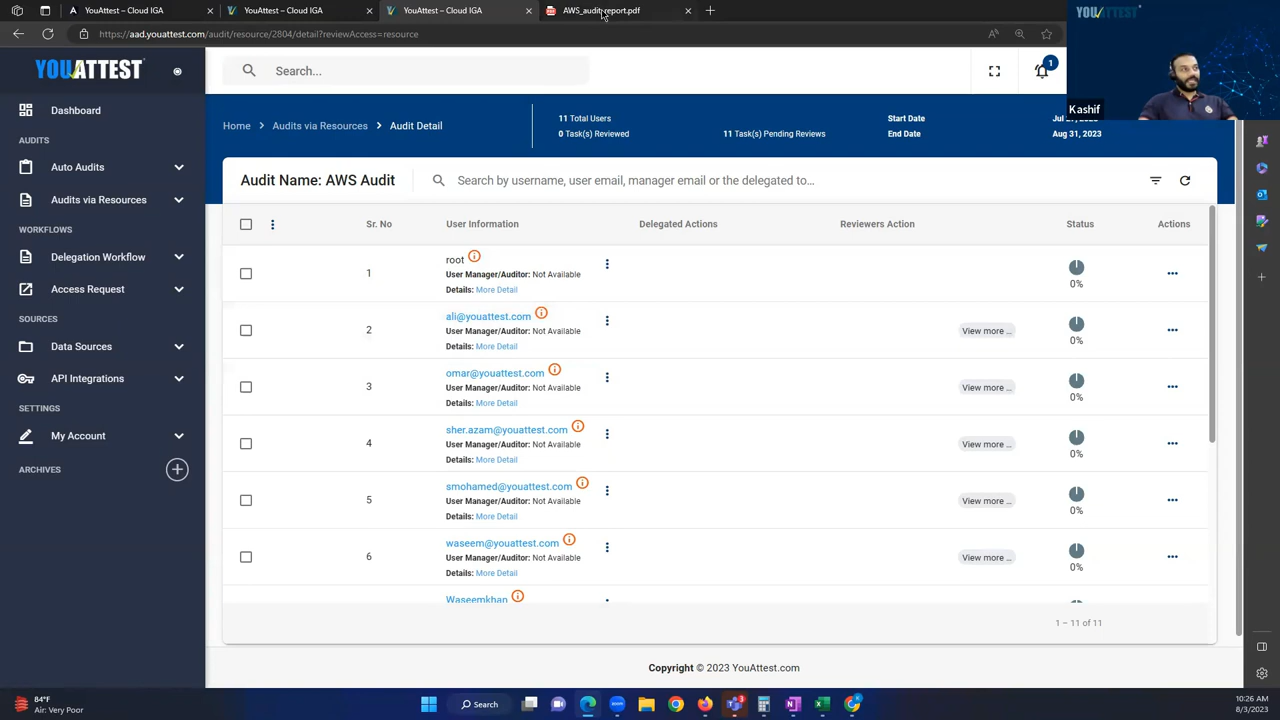 YouAttest – Cloud IGA
YouAttest – Cloud IGA
YouAttest – Cloud IGA
AWS_audit-report.pdf
https://aad.youattest.com/audit/resource/2804/detail?reviewAccess=resource
YOUATTEST
Search...
1
YOUATTEST
Kashif
Dashboard
AUDITS
Auto Audits
Audits via Resources
WORKFLOWS
Delegation Workflow
Access Request
SOURCES
Data Sources
API Integrations
SETTINGS
My Account
ARCHIVES
Home > Audits via Resources > Audit Detail
11 Total Users
0 Task(s) Reviewed
11 Task(s) Pending Reviews
Start Date
End Date
Aug 31, 2023
Audit Name: AWS Audit
Search by username, user email, manager email or the delegated to...
Sr. No User Information Delegated Actions Reviewers Action Status Actions
1 root
User Manager/Auditor: Not Available
Details: More Detail
0%
2 ali@youattest.com
User Manager/Auditor: Not Available
Details: More Detail
View more ...
0%
3 omar@youattest.com
User Manager/Auditor: Not Available
Details: More Detail
View more ...
0%
4 sher.azam@youattest.com
User Manager/Auditor: Not Available
Details: More Detail
View more ...
0%
5 smohamed@youattest.com
User Manager/Auditor: Not Available
Details: More Detail
View more ...
0%
6 waseem@youattest.com
User Manager/Auditor: Not Available
Details: More Detail
View more ...
0%
Waseemkhan
1 – 11 of 11
Copyright © 2023 YouAttest.com
84°F
Air: Very Poor
Search
10:26 AM
8/3/2023